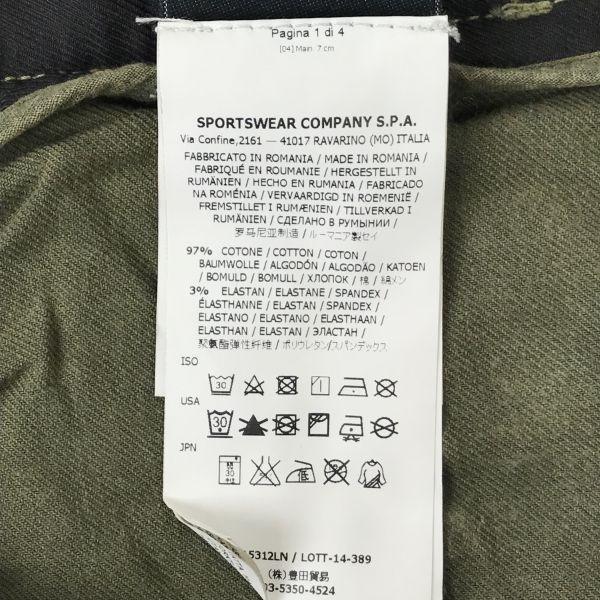 Pagina 1 di 4
[04] Main. 7 cm
SPORTSWEAR COMPANY S.P.A.
Via Confine,2161 — 41017 RAVARINO (MO) ITALIA
FABBRICATO IN ROMANIA / MADE IN ROMANIA /
FABRIQUÉ EN ROUMANIE / HERGESTELLT IN
RUMÄNIEN / HECHO EN RUMANIA / FABRICADO
NA ROMÉNIA / VERVAARDIGD IN ROEMENIË /
FREMSTILLET I RUMÆNIEN / TILLVERKAD I
RUMÄNIEN / СДЕЛАНО В РУМЫНИИ /
罗马尼亚制造 / ルーマニア製セイ
97% COTONE / COTTON / COTON /
BAUMWOLLE / ALGODÓN / ALGODÃO / KATOEN
/ BOMULD / BOMULL / ХЛОПОК / 棉 / 綿メン
3% ELASTAN / ELASTANE / SPANDEX /
ÉLASTHANNE / ELASTAN / SPANDEX /
ELASTANO / ELASTANO / ELASTHAAN /
ELASTHAN / ELASTAN / ЭЛАСТАН /
聚氨酯弹性纤维 / ポリウレタン/スパンデックス
ISO
30
USA
30
JPN
5312LN / LOTT-14-389
(株)豊田貿易
03-5350-4524